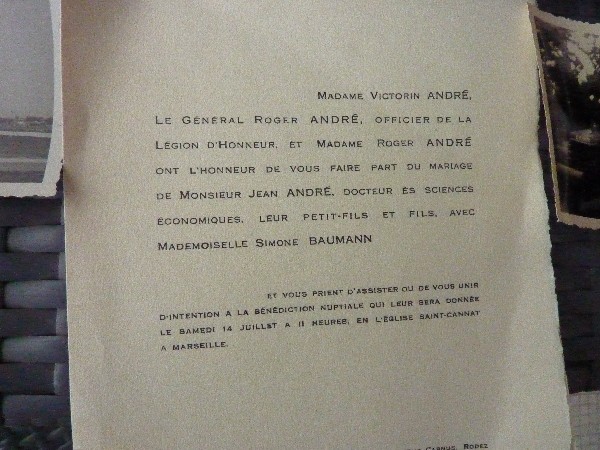 MADAME VICTORIN ANDRÉ,
LE GÉNÉRAL ROGER ANDRÉ, OFFICIER DE LA
LÉGION D'HONNEUR, ET MADAME ROGER ANDRÉ
ONT L'HONNEUR DE VOUS FAIRE PART DU MARIAGE
DE MONSIEUR JEAN ANDRÉ, DOCTEUR ÈS SCIENCES
ÉCONOMIQUES, LEUR PETIT-FILS ET FILS, AVEC
MADEMOISELLE SIMONE BAUMANN
ET VOUS PRIENT D'ASSISTER OU DE VOUS UNIR
D'INTENTION A LA BÉNÉDICTION NUPTIALE QUI LEUR SERA DONNÉE
LE SAMEDI 14 JUILLET A 11 HEURES, EN L'ÉGLISE SAINT-CANNAT
A MARSEILLE.
RODEZ